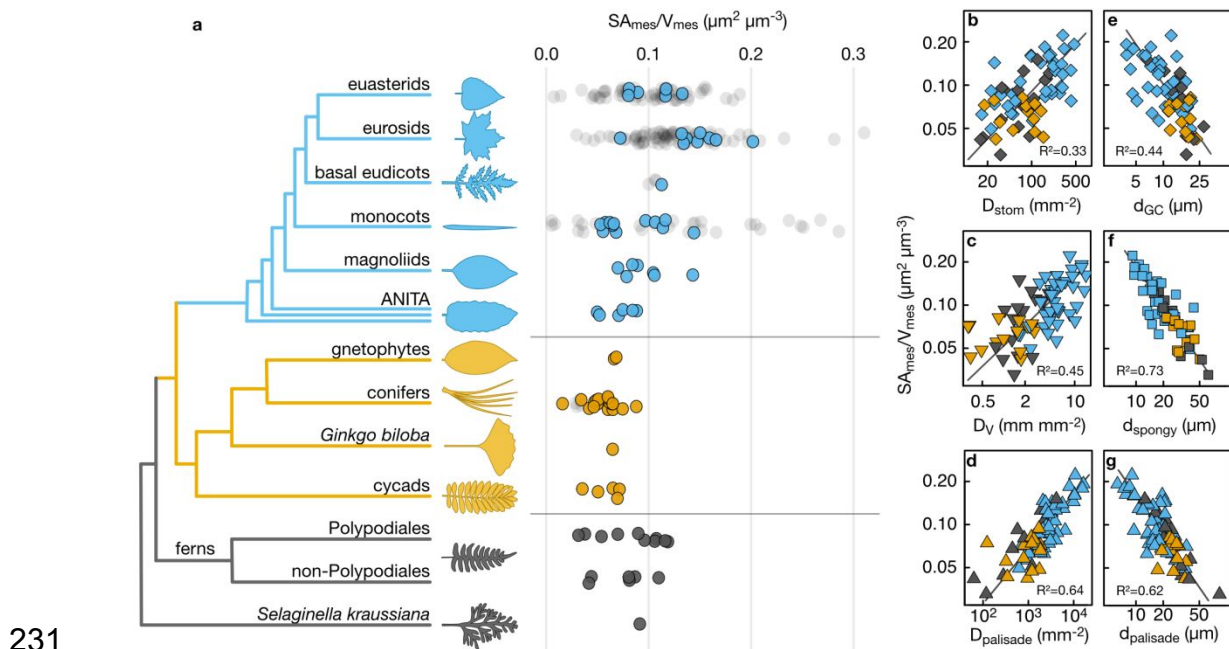 a
SAmes/Vmes (µm² µm⁻³)
0.0 0.1 0.2 0.3
euasterids
eurosids
basal eudicots
monocots
magnoliids
ANITA
gnetophytes
conifers
Ginkgo biloba
cycads
Polypodiales
ferns
non-Polypodiales
Selaginella kraussiana
231
SAmes/Vmes (µm² µm⁻³)
b
0.20
0.10
0.05
R²=0.33
20 100 500
Dstom (mm⁻²)
e
R²=0.44
5 10 25
dGC (µm)
c
0.20
0.10
0.05
R²=0.45
0.5 2 10
DV (mm mm⁻²)
f
R²=0.73
10 20 50
dspongy (µm)
d
0.20
0.10
0.05
R²=0.64
10² 10³ 10⁴
Dpalisade (mm⁻²)
g
R²=0.62
10 20 50
dpalisade (µm)